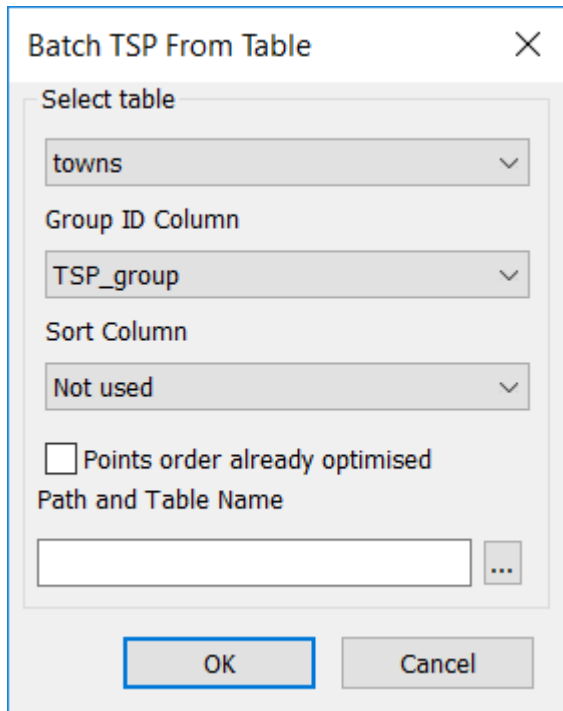 Batch TSP From Table
Select table
towns
Group ID Column
TSP_group
Sort Column
Not used
Points order already optimised
Path and Table Name
...
OK Cancel